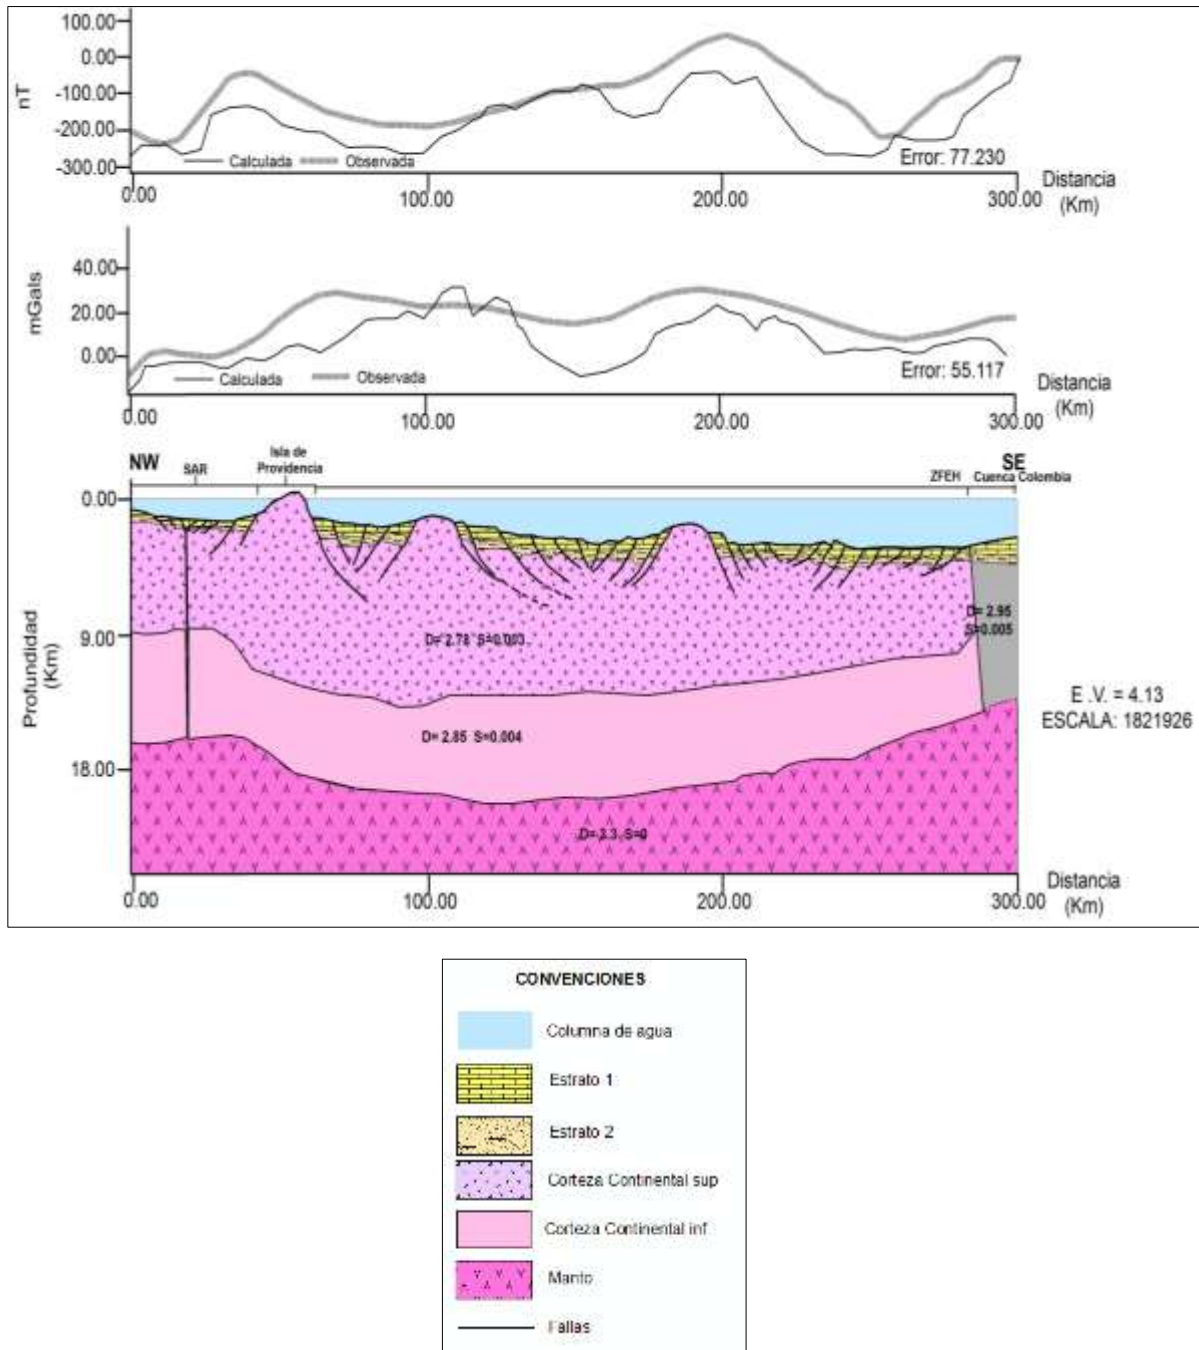 100.00
0.00
-100.00
-200.00
-300.00
nT
Calculada
Observada
Error: 77.230
0.00
100.00
200.00
300.00
Distancia
(Km)
40.00
20.00
0.00
mGals
Calculada
Observada
Error: 55.117
0.00
100.00
200.00
300.00
Distancia
(Km)
NW
SAR
Isla de
Providencia
ZFEH
SE
Cuenca Colombia
0.00
9.00
18.00
Profundidad
(Km)
D= 2.78 S=0.003
D= 2.95
S=0.005
D= 2.85 S=0.004
D= 3.3 S=0
E .V. = 4.13
ESCALA: 1821926
0.00
100.00
200.00
300.00
Distancia
(Km)
CONVENCIONES
Columna de agua
Estrato 1
Estrato 2
Corteza Continental sup
Corteza Continental inf
Manto
Fallas